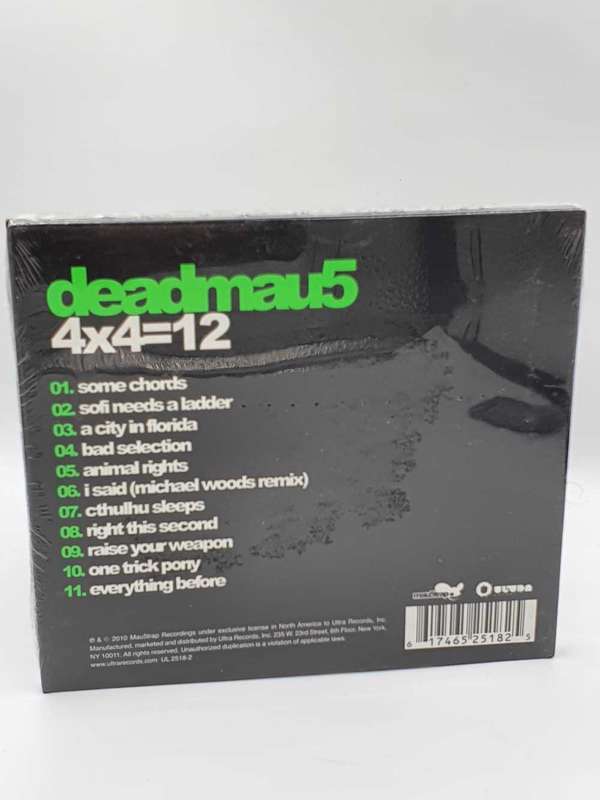 deadmau5
4x4=12
01. some chords
02. sofi needs a ladder
03. a city in florida
04. bad selection
05. animal rights
06. i said (michael woods remix)
07. cthulhu sleeps
08. right this second
09. raise your weapon
10. one trick pony
11. everything before
mau5trap
ULTRA
℗ & © 2010 Mau5trap Recordings under exclusive license in North America to Ultra Records, Inc.
Manufactured, marketed and distributed by Ultra Records, Inc. 235 W. 23rd Street, 6th Floor, New York,
NY 10011. All rights reserved. Unauthorized duplication is a violation of applicable laws.
www.ultrarecords.com UL 2518-2
6 17465 25182 5